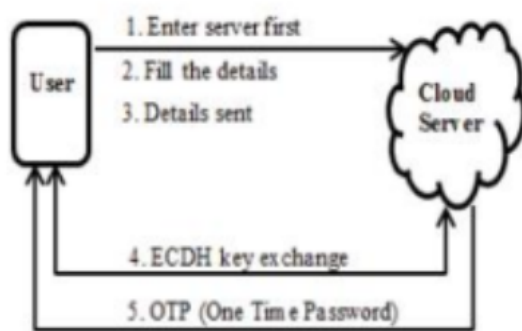 1. Enter server first
User
2. Fill the details
3. Details sent
Cloud
Server
4. ECDH key exchange
5. OTP (One Time Password)